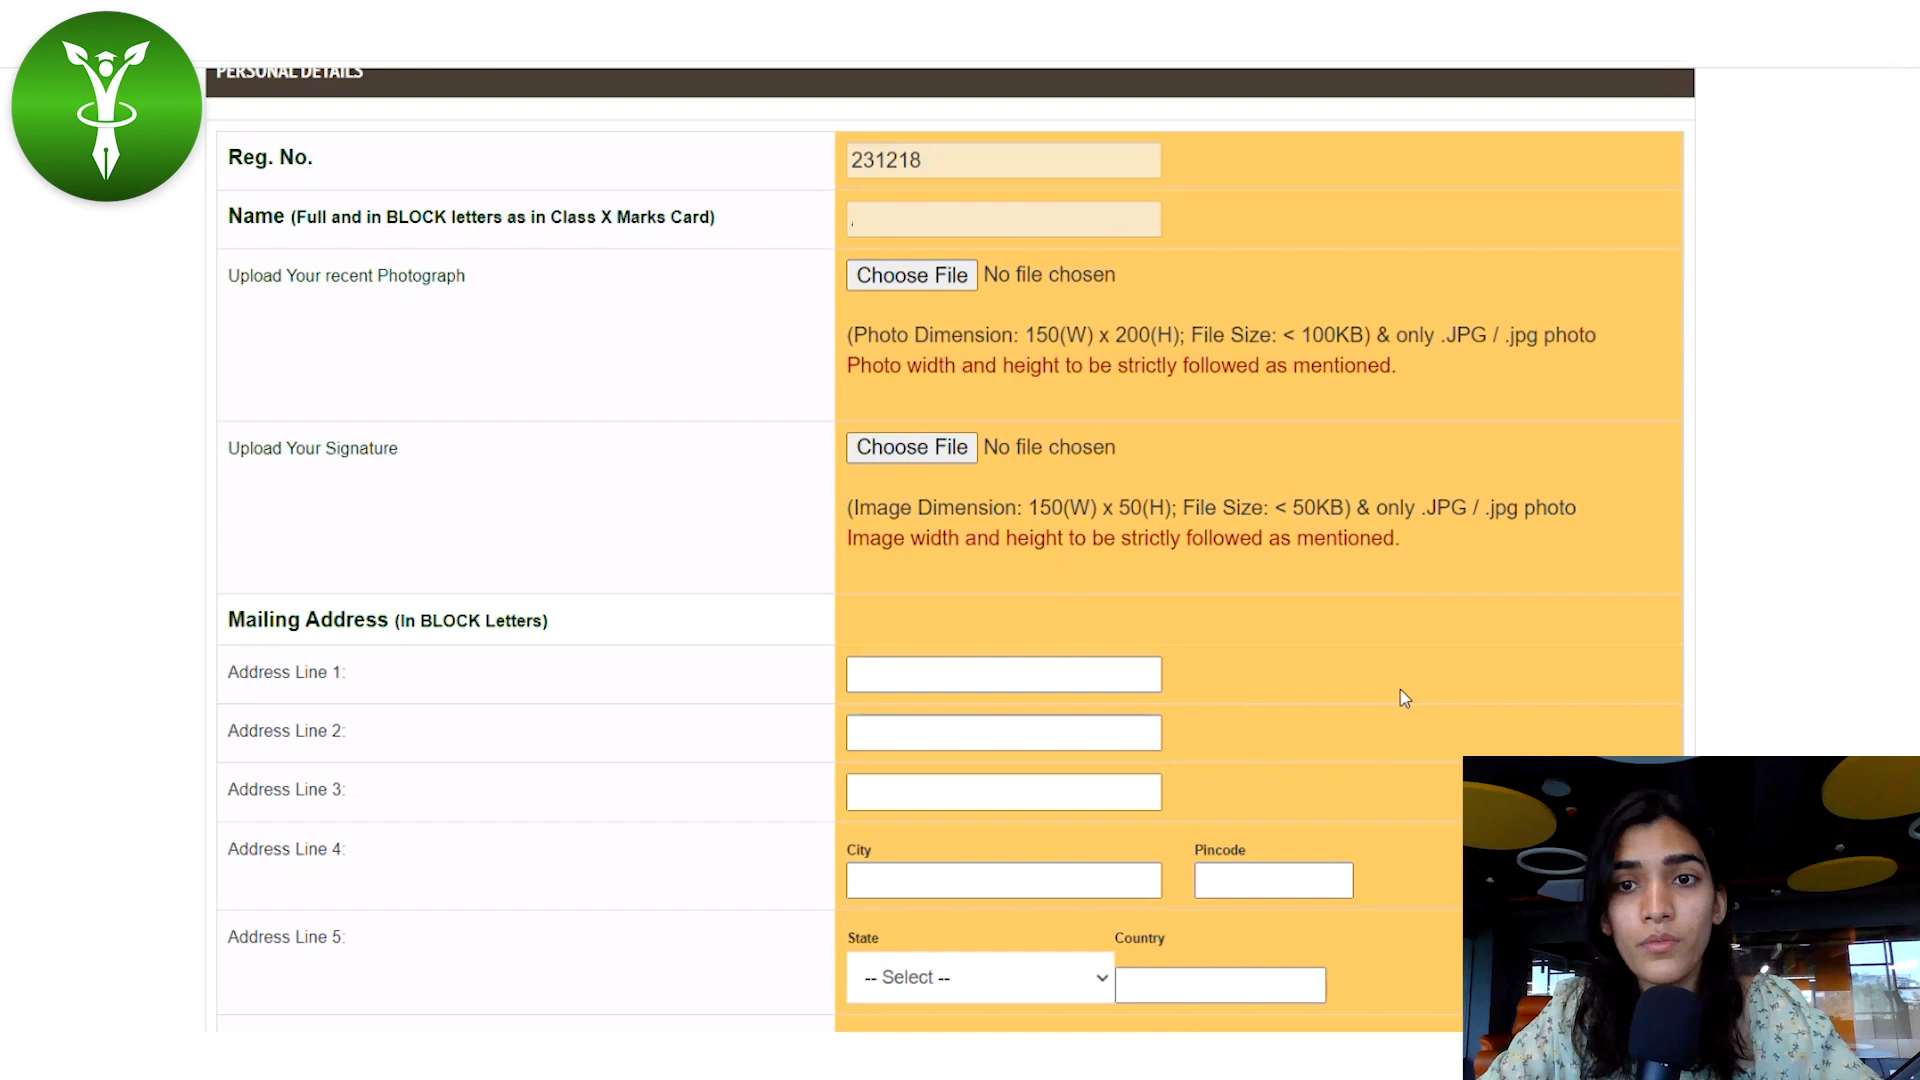 PERSONAL DETAILS
Reg. No.
231218
Name (Full and in BLOCK letters as in Class X Marks Card)
Upload Your recent Photograph
Choose File No file chosen
(Photo Dimension: 150(W) x 200(H); File Size: < 100KB) & only .JPG / .jpg photo
Photo width and height to be strictly followed as mentioned.
Upload Your Signature
Choose File No file chosen
(Image Dimension: 150(W) x 50(H); File Size: < 50KB) & only .JPG / .jpg photo
Image width and height to be strictly followed as mentioned.
Mailing Address (In BLOCK Letters)
Address Line 1:
Address Line 2:
Address Line 3:
Address Line 4:
City
Pincode
Address Line 5:
State
Country
-- Select --